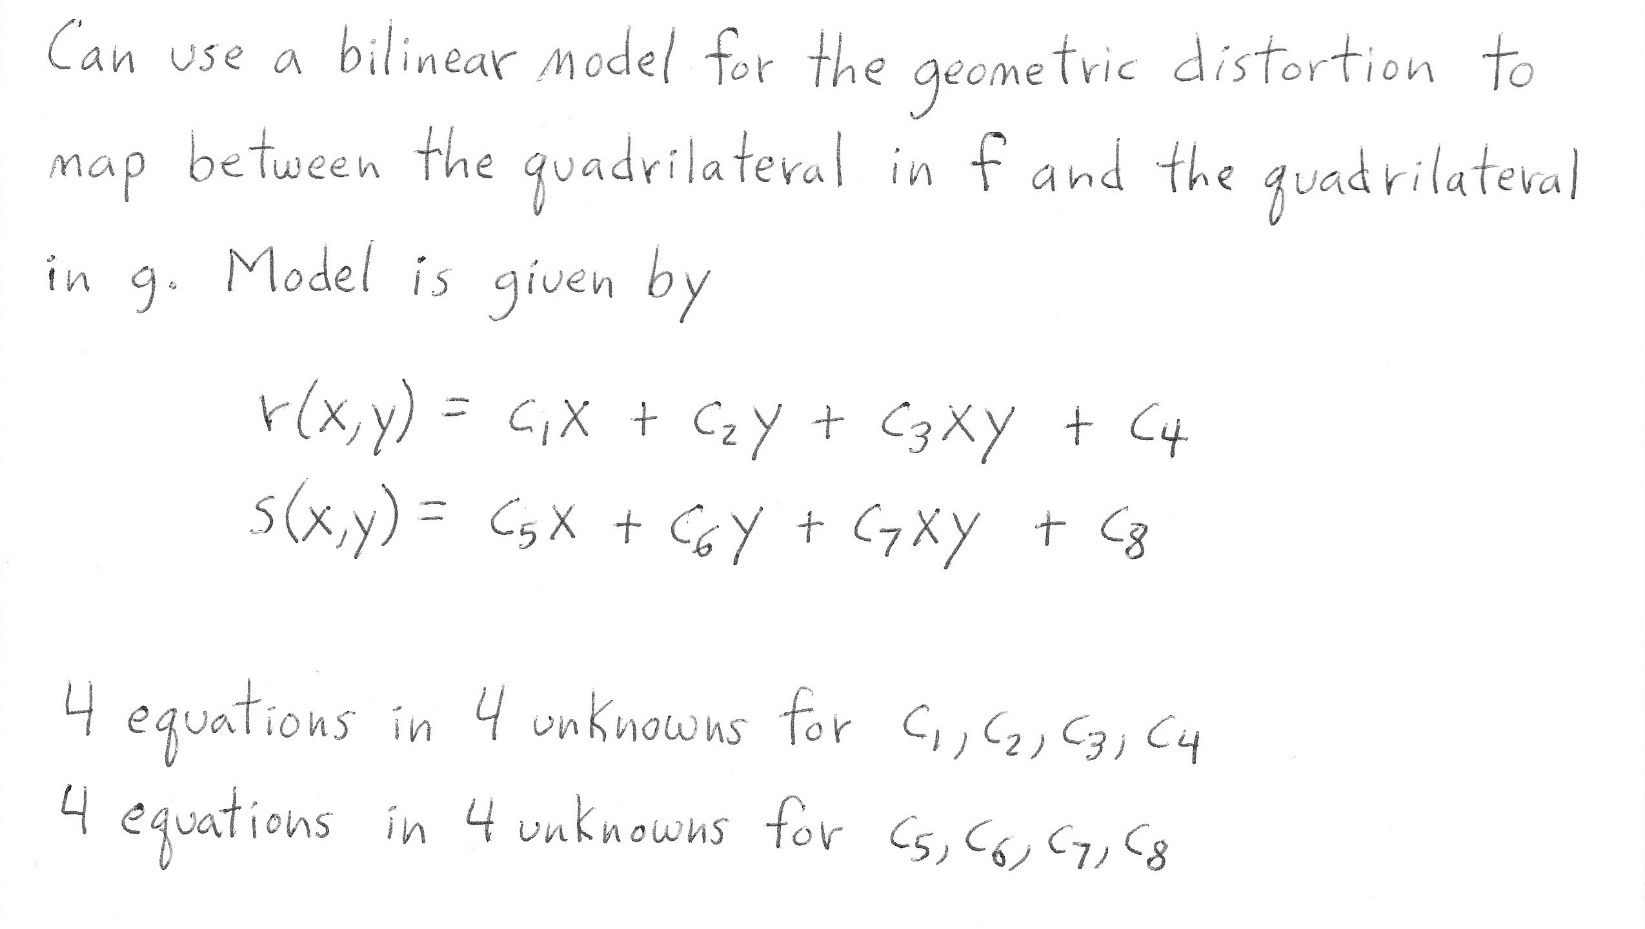 Can use a bilinear model for the geometric distortion to
map between the quadrilateral in f and the quadrilateral
in g. Model is given by
r(x,y) = c₁x + c₂y + c₃xy + c₄
s(x,y) = c₅x + c₆y + c₇xy + c₈
4 equations in 4 unknowns for c₁, c₂, c₃, c₄
4 equations in 4 unknowns for c₅, c₆, c₇, c₈